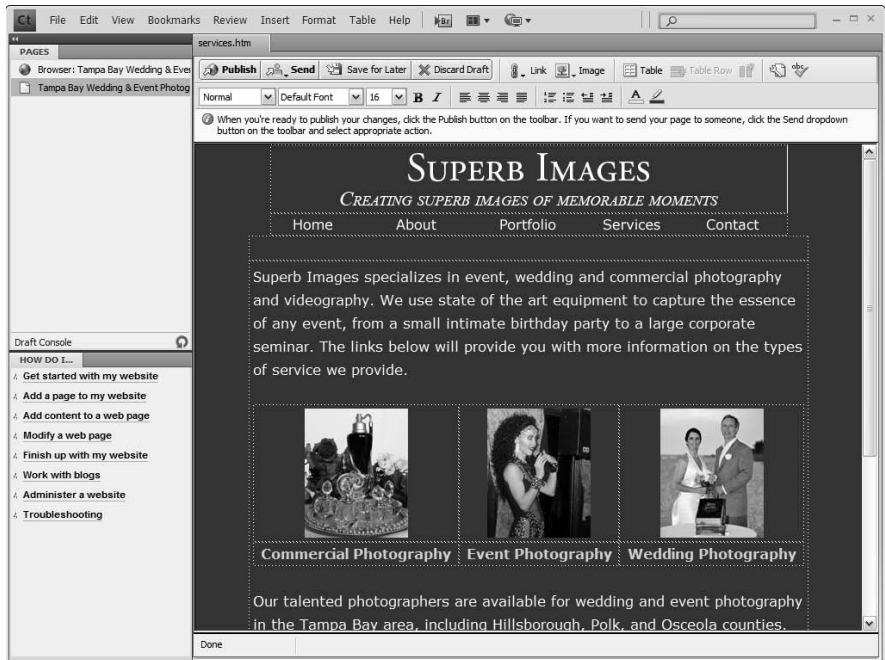 Ct File Edit View Bookmarks Review Insert Format Table Help Br
services.htm
PAGES
Browser: Tampa Bay Wedding & Ever
Tampa Bay Wedding & Event Photog
Draft Console
HOW DO I...
Get started with my website
Add a page to my website
Add content to a web page
Modify a web page
Finish up with my website
Work with blogs
Administer a website
Troubleshooting
Publish Send Save for Later Discard Draft Link Image Table Table Row abc
Normal Default Font 16 B I A
When you're ready to publish your changes, click the Publish button on the toolbar. If you want to send your page to someone, click the Send dropdown
button on the toolbar and select appropriate action.
SUPERB IMAGES
CREATING SUPERB IMAGES OF MEMORABLE MOMENTS
Home About Portfolio Services Contact
Superb Images specializes in event, wedding and commercial photography
and videography. We use state of the art equipment to capture the essence
of any event, from a small intimate birthday party to a large corporate
seminar. The links below will provide you with more information on the types
of service we provide.
Commercial Photography Event Photography Wedding Photography
Our talented photographers are available for wedding and event photography
in the Tampa Bay area, including Hillsborough, Polk, and Osceola counties.
Done